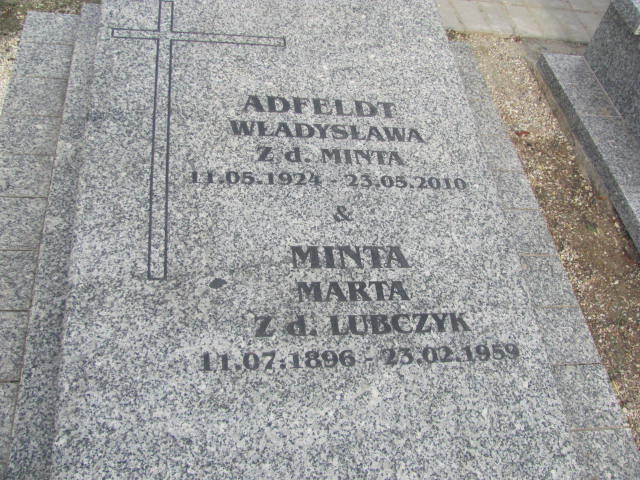 ADFELDT
WŁADYSŁAWA
Z d. MINTA
11.05.1924 - 23.05.2010
&
MINTA
MARTA
Z d. LUBCZYK
11.07.1896 - 23.02.1959